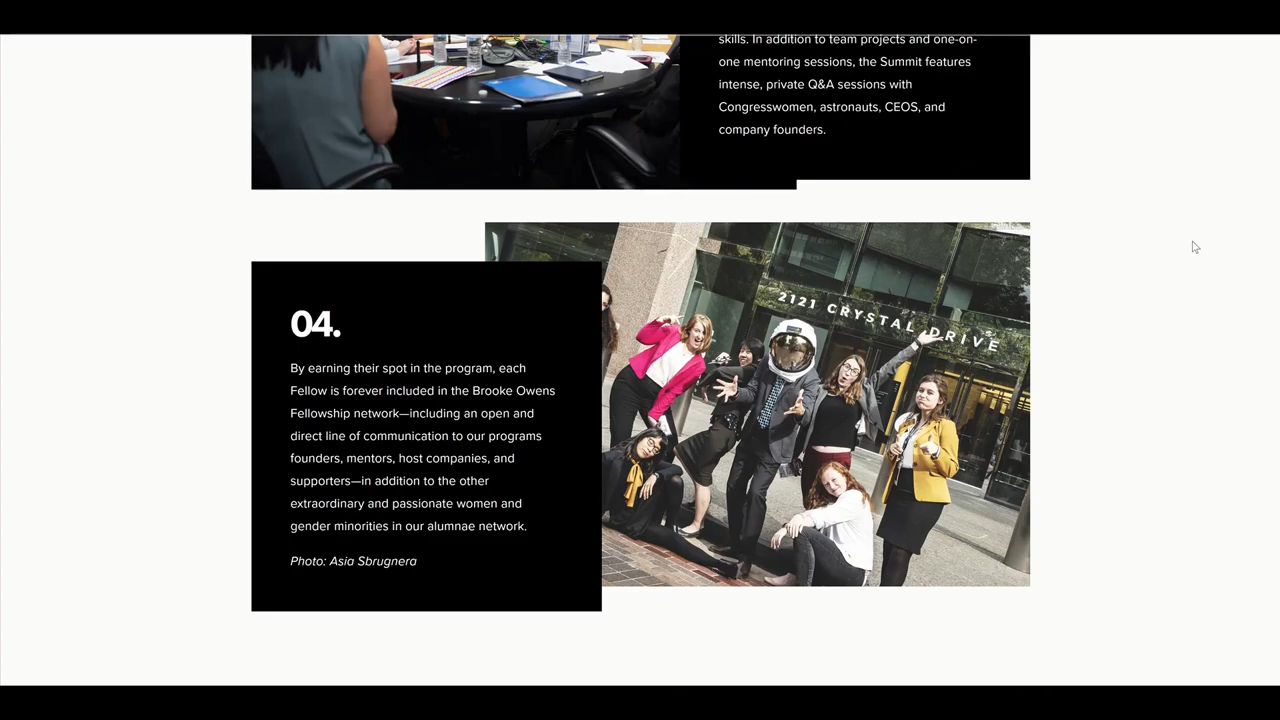 skills. In addition to team projects and one-on-
one mentoring sessions, the Summit features
intense, private Q&A sessions with
Congresswomen, astronauts, CEOS, and
company founders.
2121 CRYSTAL DRIVE
04.
By earning their spot in the program, each
Fellow is forever included in the Brooke Owens
Fellowship network—including an open and
direct line of communication to our programs
founders, mentors, host companies, and
supporters—in addition to the other
extraordinary and passionate women and
gender minorities in our alumnae network.
Photo: Asia Sbrugnera